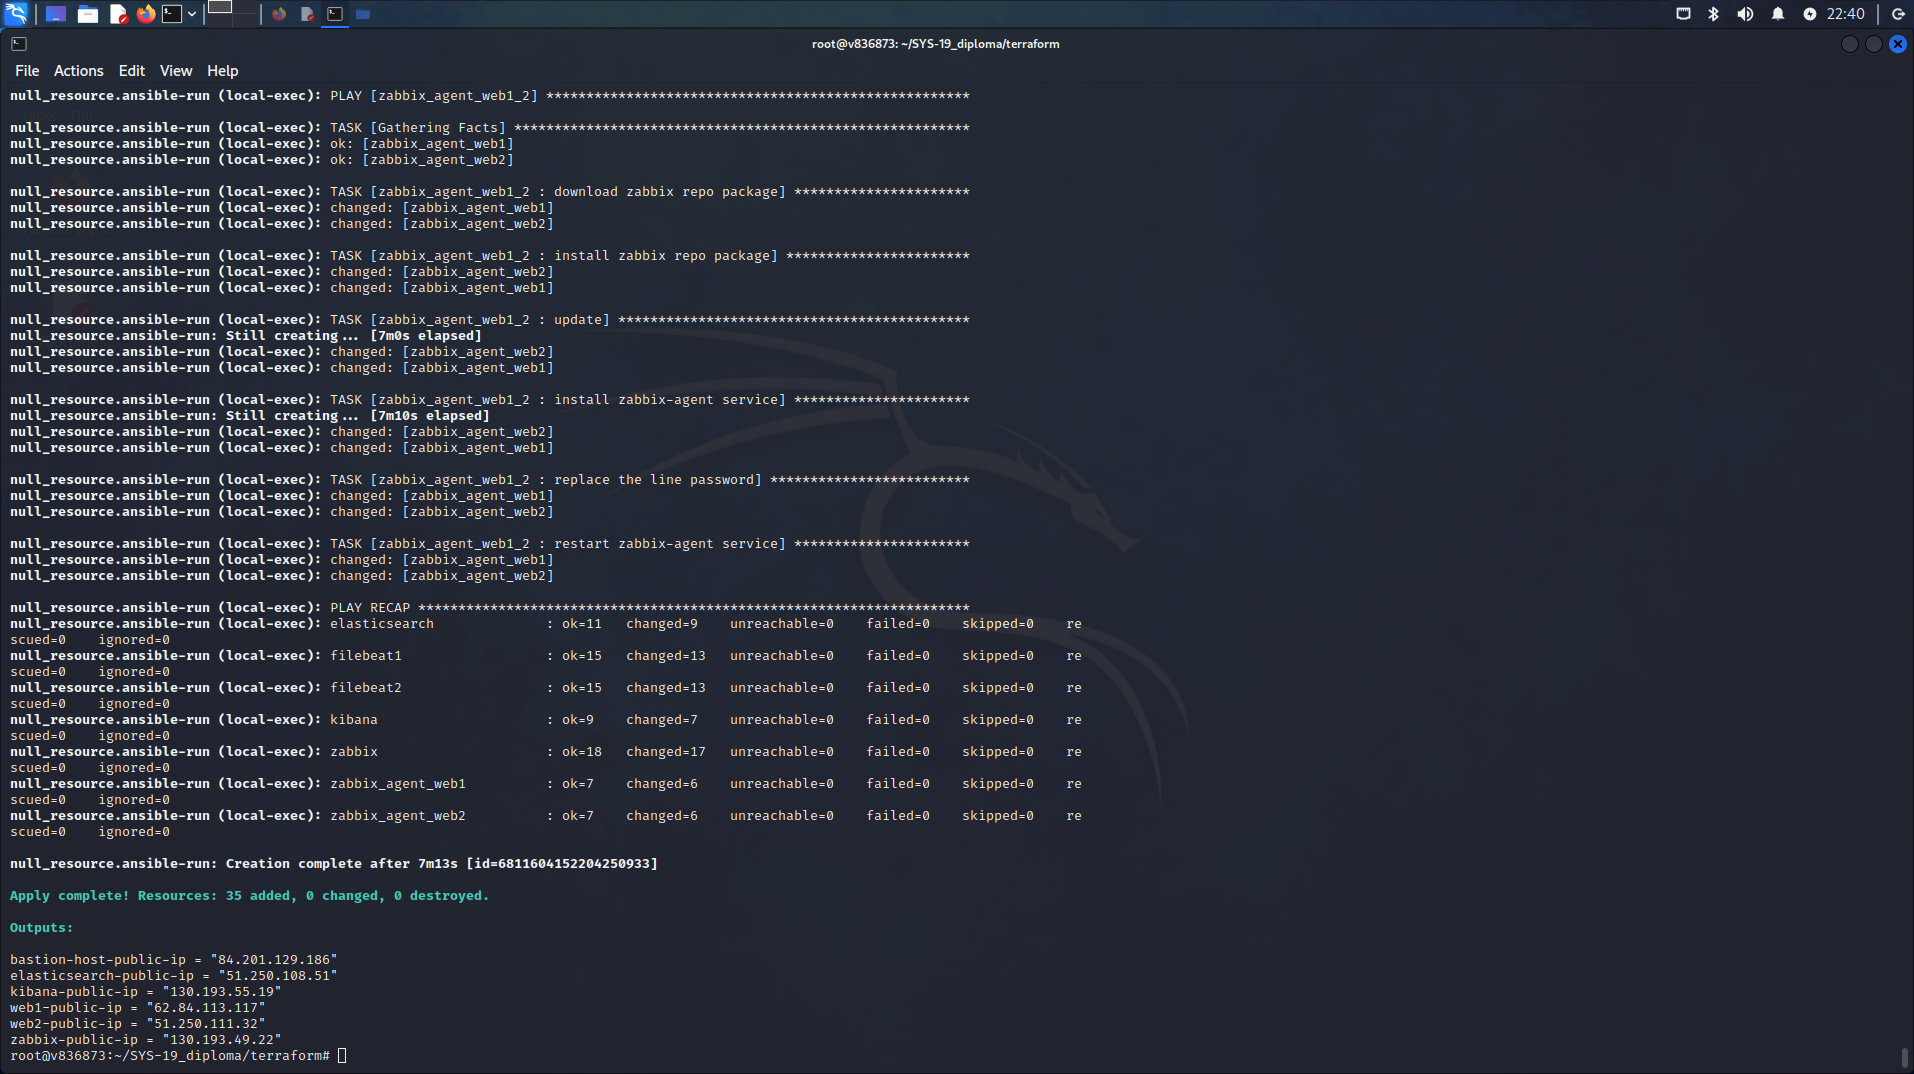 22:40
root@v836873: ~/SYS-19_diploma/terraform
File Actions Edit View Help
null_resource.ansible-run (local-exec): PLAY [zabbix_agent_web1_2] *****************************************************
null_resource.ansible-run (local-exec): TASK [Gathering Facts] *********************************************************
null_resource.ansible-run (local-exec): ok: [zabbix_agent_web1]
null_resource.ansible-run (local-exec): ok: [zabbix_agent_web2]
null_resource.ansible-run (local-exec): TASK [zabbix_agent_web1_2 : download zabbix repo package] **********************
null_resource.ansible-run (local-exec): changed: [zabbix_agent_web1]
null_resource.ansible-run (local-exec): changed: [zabbix_agent_web2]
null_resource.ansible-run (local-exec): TASK [zabbix_agent_web1_2 : install zabbix repo package] ***********************
null_resource.ansible-run (local-exec): changed: [zabbix_agent_web2]
null_resource.ansible-run (local-exec): changed: [zabbix_agent_web1]
null_resource.ansible-run (local-exec): TASK [zabbix_agent_web1_2 : update] ********************************************
null_resource.ansible-run: Still creating... [7m0s elapsed]
null_resource.ansible-run (local-exec): changed: [zabbix_agent_web2]
null_resource.ansible-run (local-exec): changed: [zabbix_agent_web1]
null_resource.ansible-run (local-exec): TASK [zabbix_agent_web1_2 : install zabbix-agent service] **********************
null_resource.ansible-run: Still creating... [7m10s elapsed]
null_resource.ansible-run (local-exec): changed: [zabbix_agent_web2]
null_resource.ansible-run (local-exec): changed: [zabbix_agent_web1]
null_resource.ansible-run (local-exec): TASK [zabbix_agent_web1_2 : replace the line password] *************************
null_resource.ansible-run (local-exec): changed: [zabbix_agent_web1]
null_resource.ansible-run (local-exec): changed: [zabbix_agent_web2]
null_resource.ansible-run (local-exec): TASK [zabbix_agent_web1_2 : restart zabbix-agent service] **********************
null_resource.ansible-run (local-exec): changed: [zabbix_agent_web1]
null_resource.ansible-run (local-exec): changed: [zabbix_agent_web2]
null_resource.ansible-run (local-exec): PLAY RECAP *********************************************************************
null_resource.ansible-run (local-exec): elasticsearch : ok=11 changed=9 unreachable=0 failed=0 skipped=0 re
scued=0 ignored=0
null_resource.ansible-run (local-exec): filebeat1 : ok=15 changed=13 unreachable=0 failed=0 skipped=0 re
scued=0 ignored=0
null_resource.ansible-run (local-exec): filebeat2 : ok=15 changed=13 unreachable=0 failed=0 skipped=0 re
scued=0 ignored=0
null_resource.ansible-run (local-exec): kibana : ok=9 changed=7 unreachable=0 failed=0 skipped=0 re
scued=0 ignored=0
null_resource.ansible-run (local-exec): zabbix : ok=18 changed=17 unreachable=0 failed=0 skipped=0 re
scued=0 ignored=0
null_resource.ansible-run (local-exec): zabbix_agent_web1 : ok=7 changed=6 unreachable=0 failed=0 skipped=0 re
scued=0 ignored=0
null_resource.ansible-run (local-exec): zabbix_agent_web2 : ok=7 changed=6 unreachable=0 failed=0 skipped=0 re
scued=0 ignored=0
null_resource.ansible-run: Creation complete after 7m13s [id=6811604152204250933]
Apply complete! Resources: 35 added, 0 changed, 0 destroyed.
Outputs:
bastion-host-public-ip = "84.201.129.186"
elasticsearch-public-ip = "51.250.108.51"
kibana-public-ip = "130.193.55.19"
web1-public-ip = "62.84.113.117"
web2-public-ip = "51.250.111.32"
zabbix-public-ip = "130.193.49.22"
root@v836873:~/SYS-19_diploma/terraform#